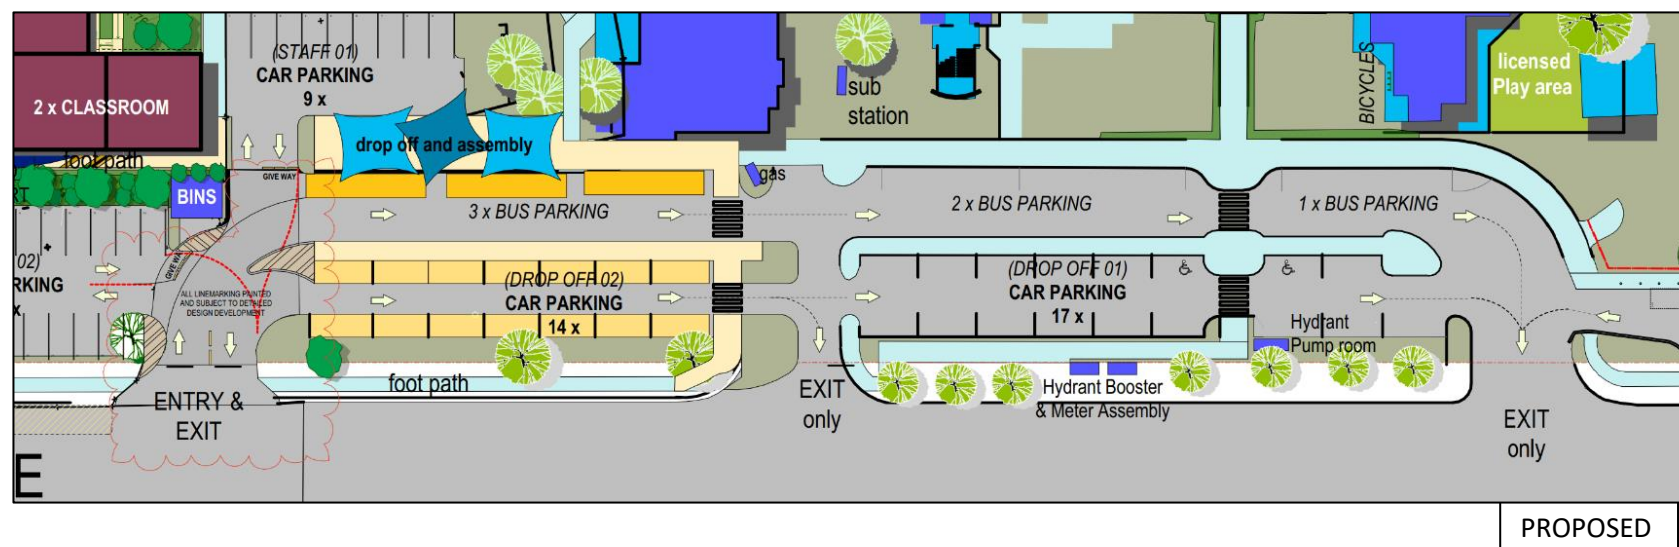 (STAFF 01)
CAR PARKING
9 x
2 x CLASSROOM
foot path
BINS
GIVE WAY
drop off and assembly
sub
station
gas
BICYCLES
licensed
Play area
3 x BUS PARKING
2 x BUS PARKING
1 x BUS PARKING
RT
02)
RKING
x
GIVE WAY
ALL LINEMARKING PAINTED
AND SUBJECT TO DETAILED
DESIGN DEVELOPMENT
(DROP OFF 02)
CAR PARKING
14 x
(DROP OFF 01)
CAR PARKING
17 x
Hydrant
Pump room
foot path
ENTRY &
EXIT
EXIT
only
Hydrant Booster
& Meter Assembly
EXIT
only
E
PROPOSED